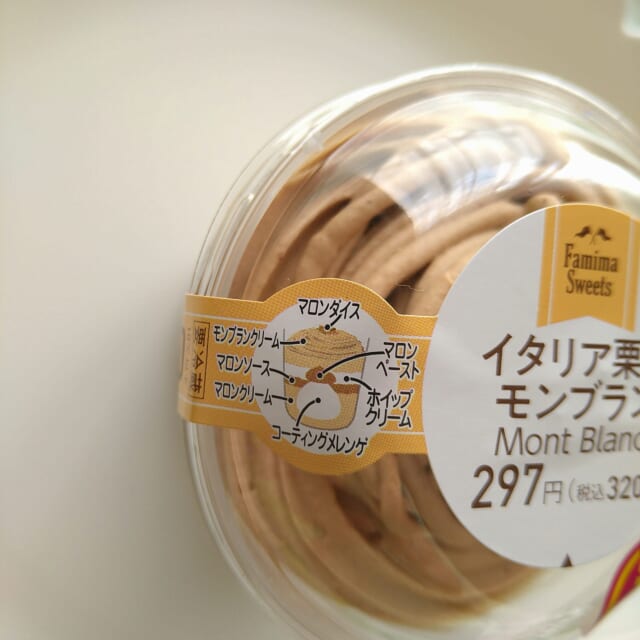 マロンダイス
モンブランクリーム
マロンソース
マロンクリーム
マロン
ペースト
ホイップ
クリーム
コーティングメレンゲ
要冷蔵
Famima
Sweets
イタリア栗
モンブラン
Mont Blanc
297円(税込320